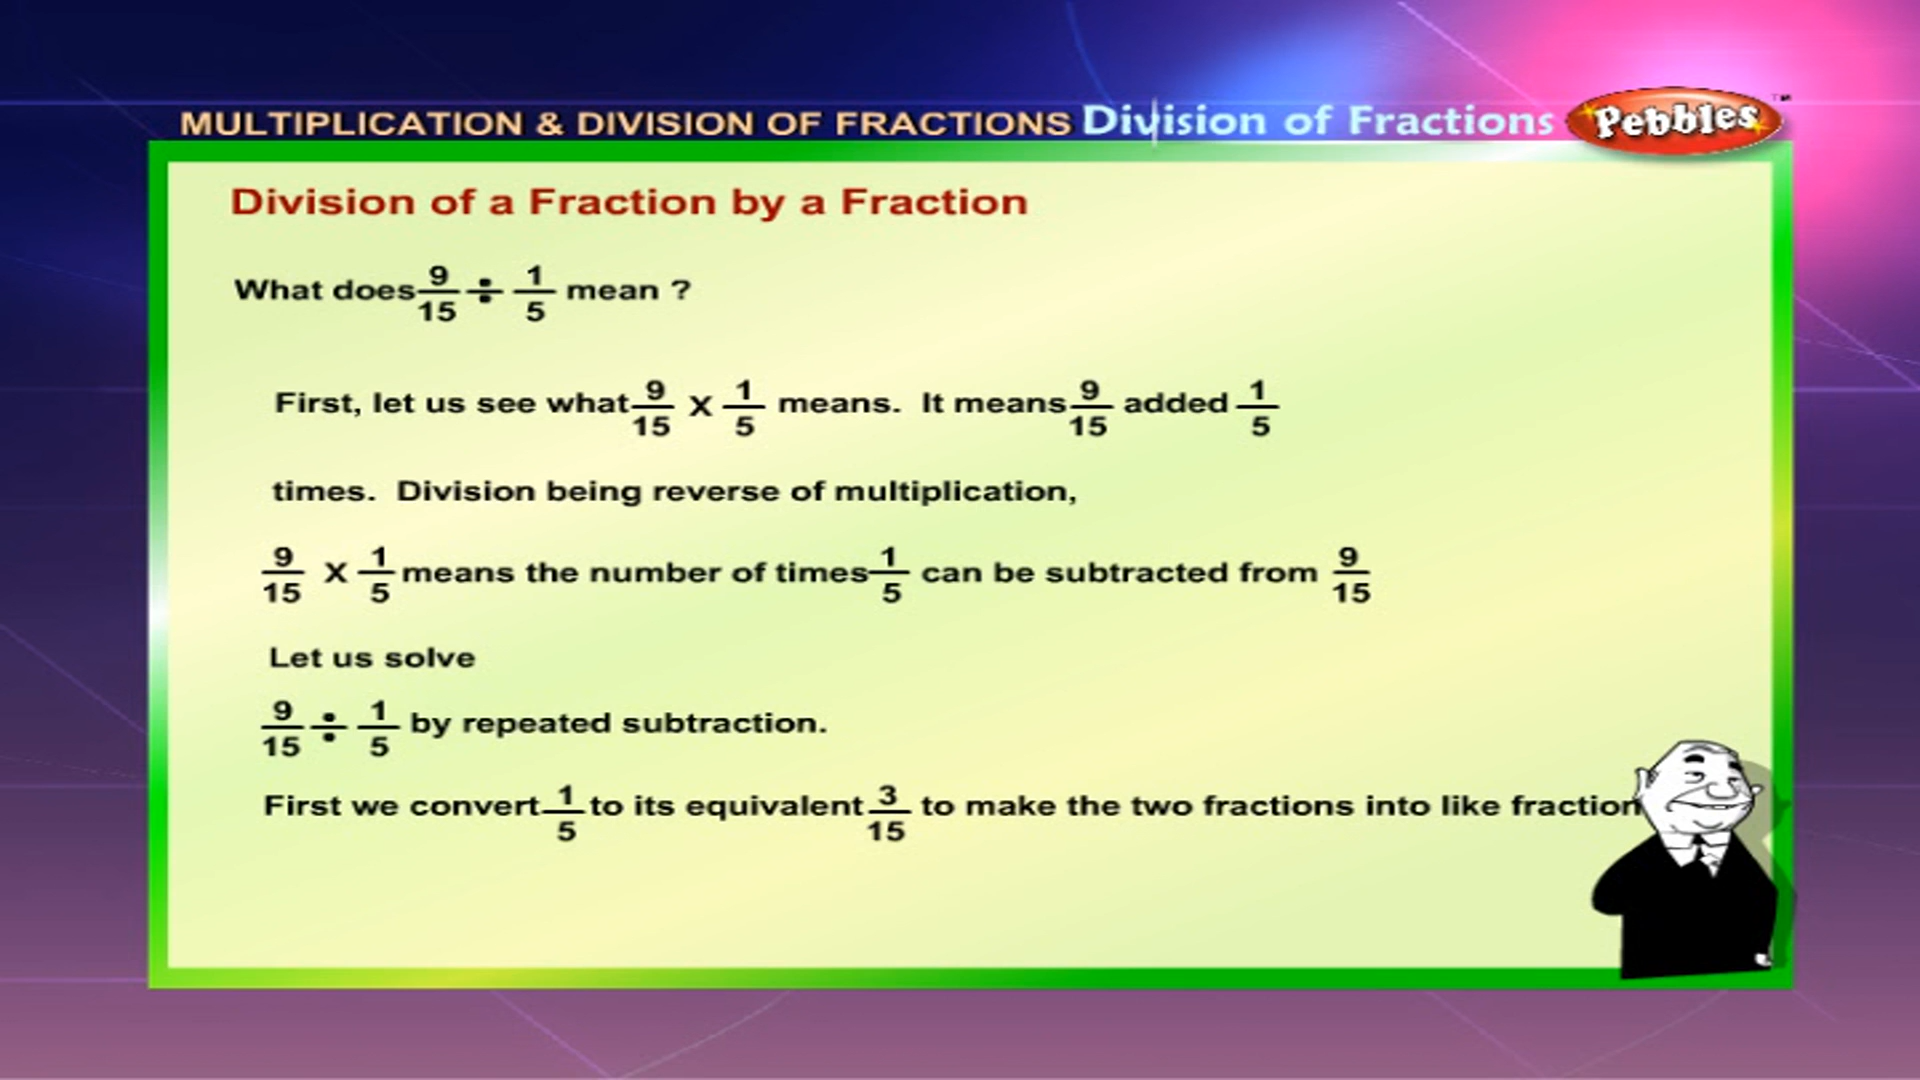 MULTIPLICATION & DIVISION OF FRACTIONS Division of Fractions Pebbles™
Division of a Fraction by a Fraction
What does 9/15 ÷ 1/5 mean ?
First, let us see what 9/15 x 1/5 means. It means 9/15 added 1/5
times. Division being reverse of multiplication,
9/15 x 1/5 means the number of times 1/5 can be subtracted from 9/15
Let us solve
9/15 ÷ 1/5 by repeated subtraction.
First we convert 1/5 to its equivalent 3/15 to make the two fractions into like fraction